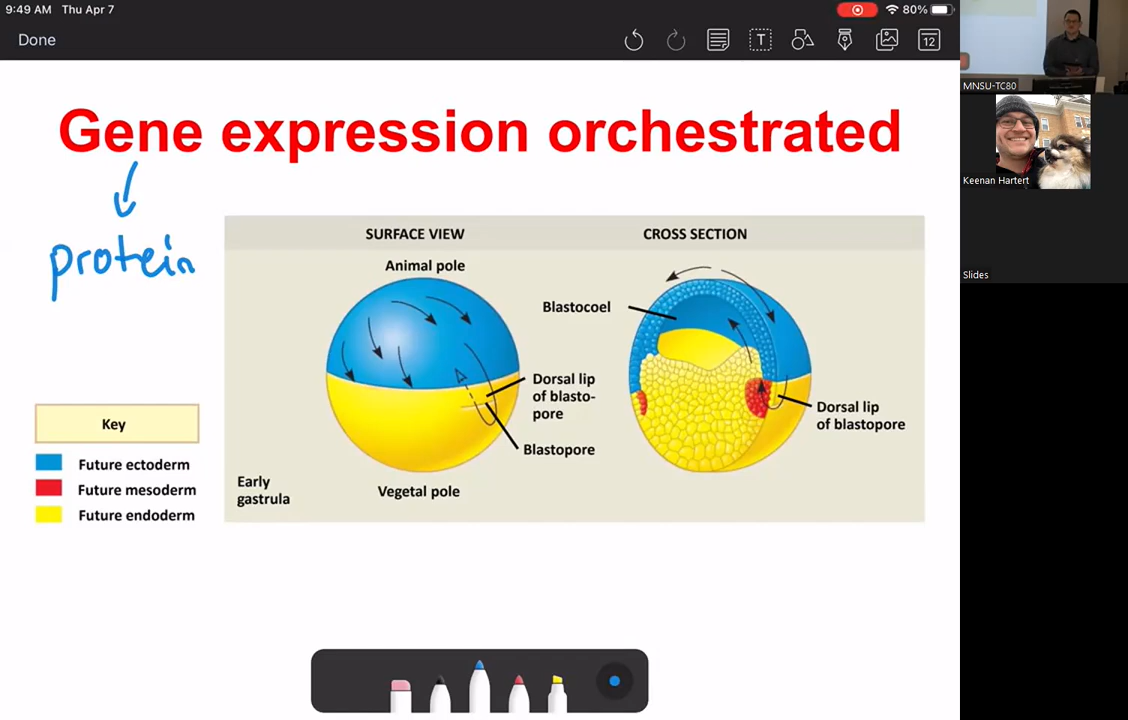 9:49 AM Thu Apr 7
80%
Done
T
12
MNSU-TC80
Keenan Hartert
Slides
Gene expression orchestrated
protein
SURFACE VIEW
CROSS SECTION
Animal pole
Blastocoel
Dorsal lip
of blasto-
pore
Blastopore
Dorsal lip
of blastopore
Vegetal pole
Early
gastrula
Key
Future ectoderm
Future mesoderm
Future endoderm